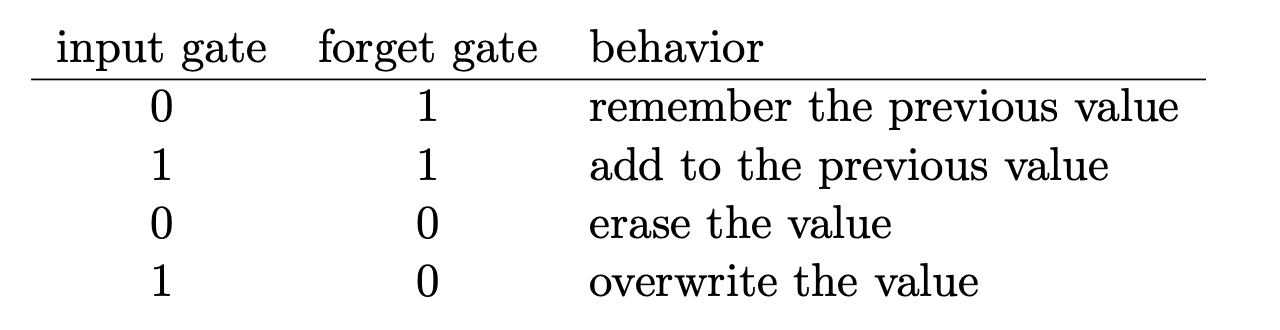 input gate forget gate behavior
0 1 remember the previous value
1 1 add to the previous value
0 0 erase the value
1 0 overwrite the value